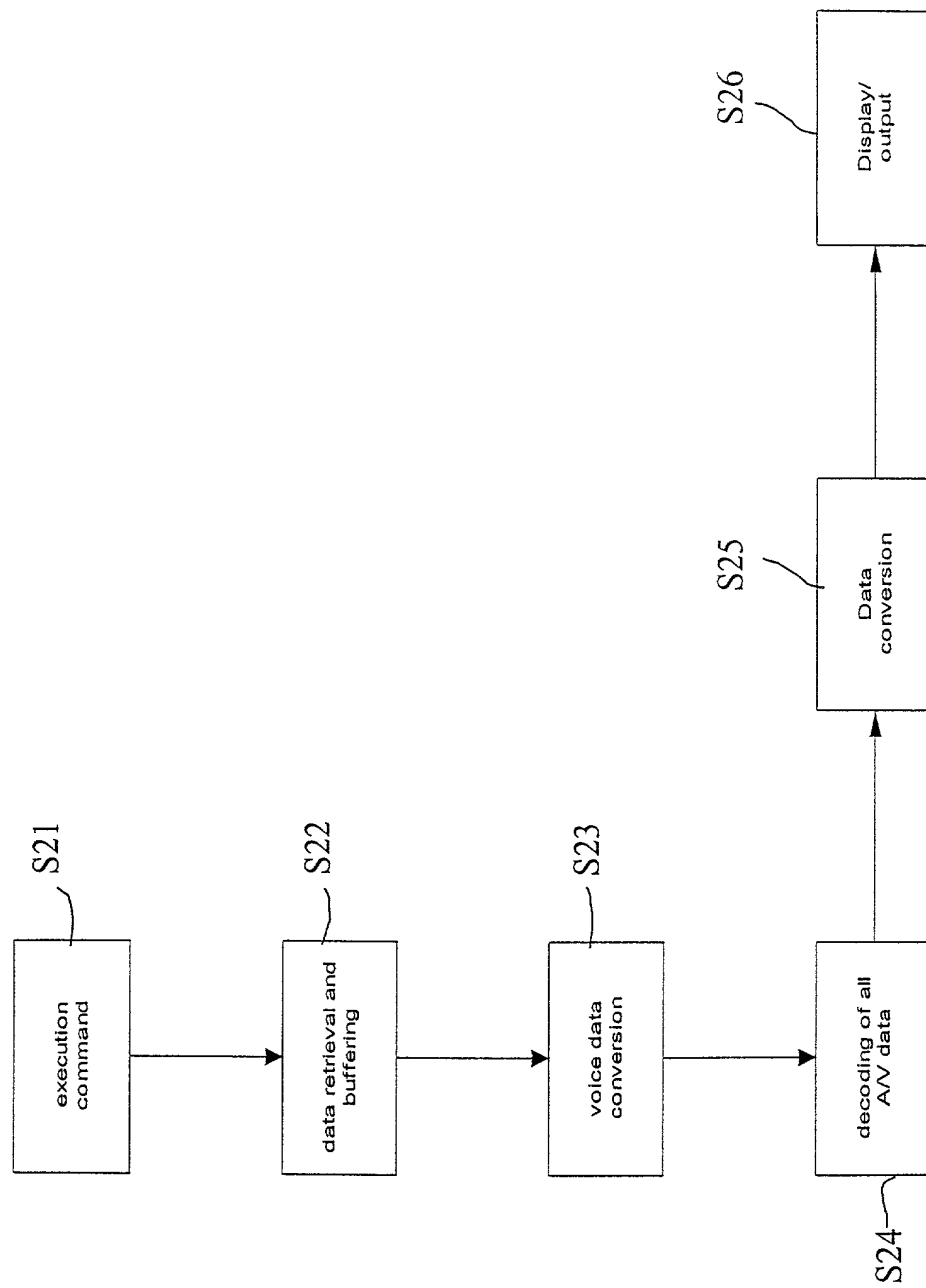 S21
execution
command
S22
data retrieval and
buffering
S23
voice data
conversion
S24
decoding of all
A/V data
S25
Data
conversion
S26
Display/
output